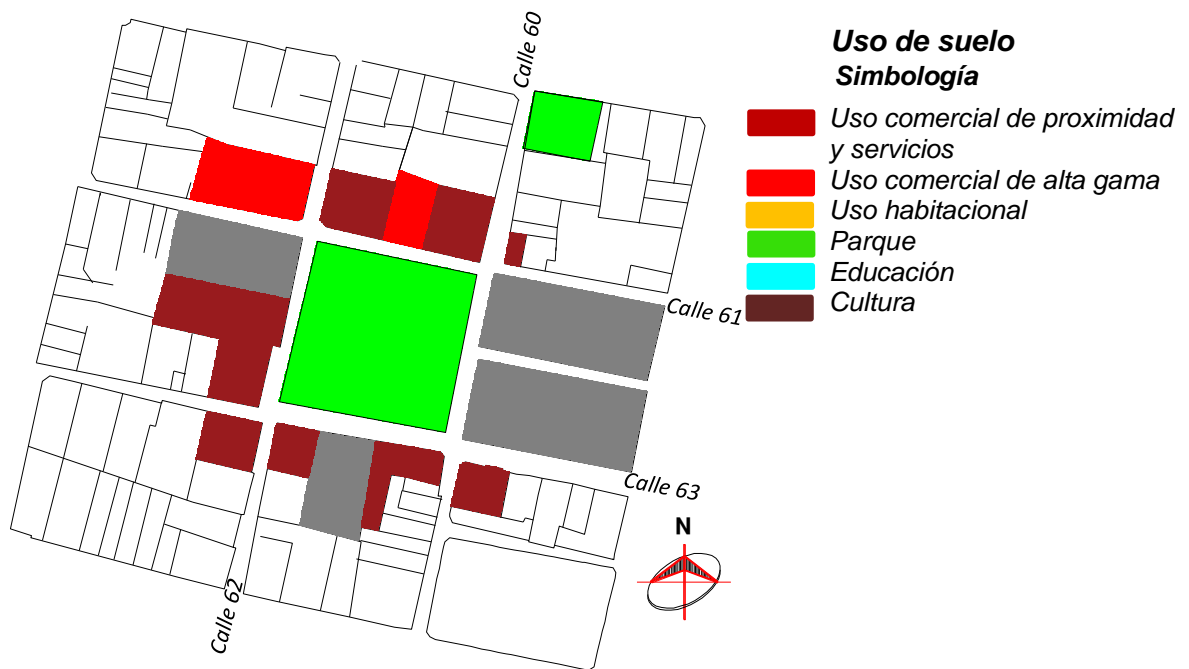 Calle 60
Uso de suelo
Simbología
Uso comercial de proximidad
y servicios
Uso comercial de alta gama
Uso habitacional
Parque
Educación
Cultura
Calle 61
Calle 63
N
Calle 62